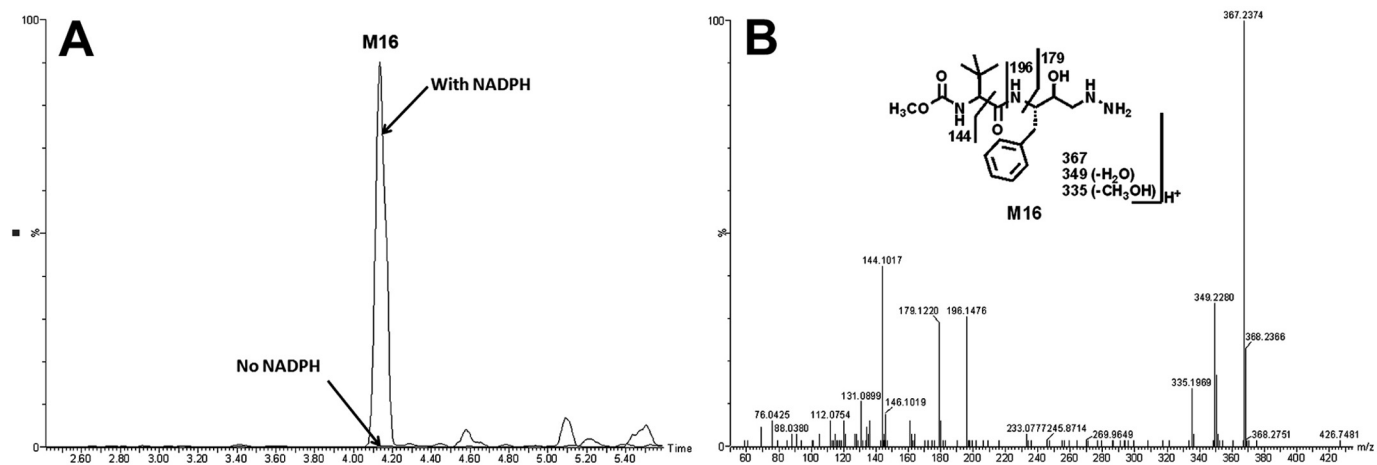 A
100
%
0
2.60
2.80
3.00
3.20
3.40
3.60
3.80
4.00
4.20
4.40
4.60
4.80
5.00
5.20
5.40
Time
M16
With NADPH
No NADPH
B
100
%
0
367.2374
144.1017
179.1220
196.1476
349.2280
368.2366
335.1969
131.0899
146.1019
76.0425
112.0754
88.0380
233.0777
245.8714
269.9649
368.2751
426.7481
60
80
100
120
140
160
180
200
220
240
260
280
300
320
340
360
380
400
420
m/z
196
179
OH
H
N
H
N
O
O
CH₃O
N
H
NH₂
O
144
367
349 (-H₂O)
335 (-CH₃OH)
H⁺
M16